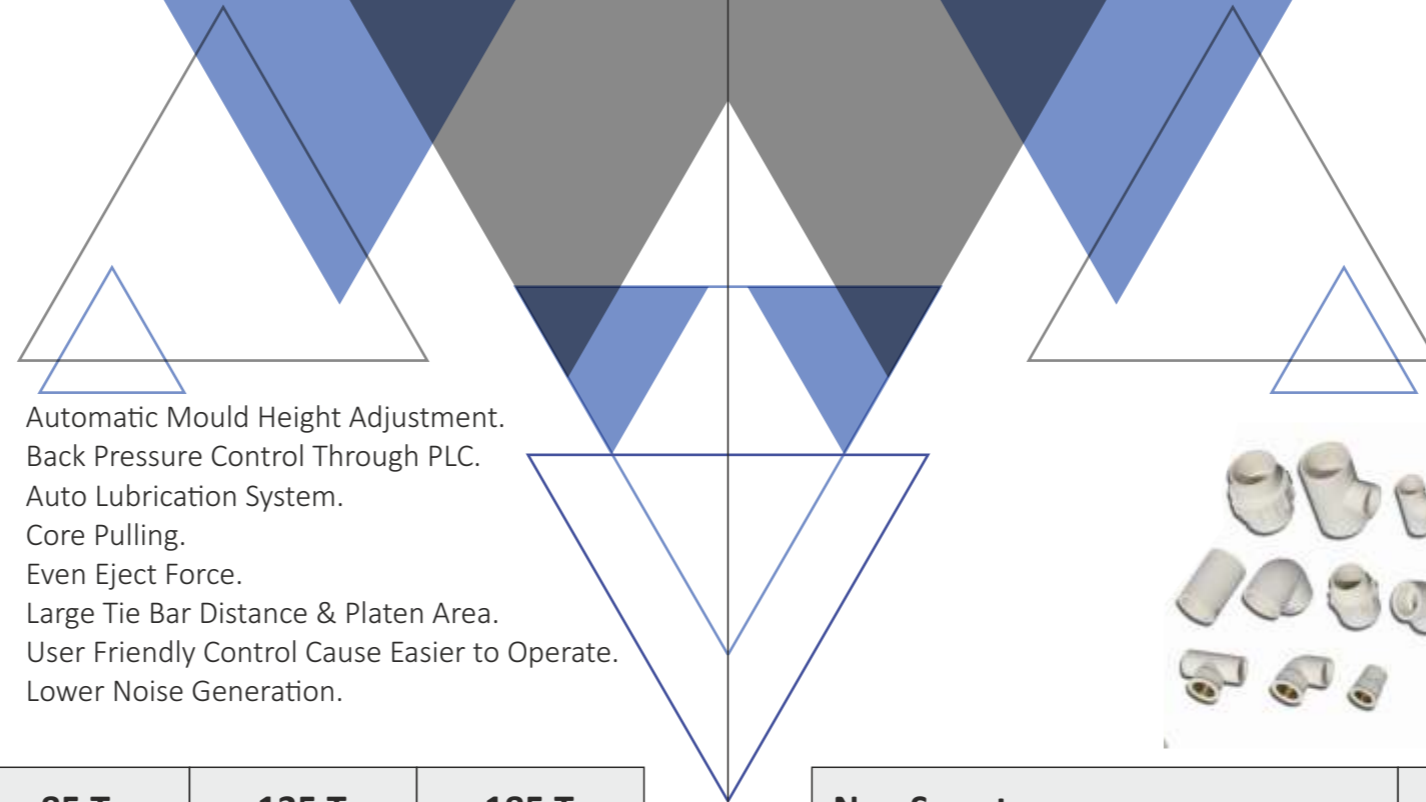 Automatic Mould Height Adjustment.
Back Pressure Control Through PLC.
Auto Lubrication System.
Core Pulling.
Even Eject Force.
Large Tie Bar Distance & Platen Area.
User Friendly Control Cause Easier to Operate.
Lower Noise Generation.